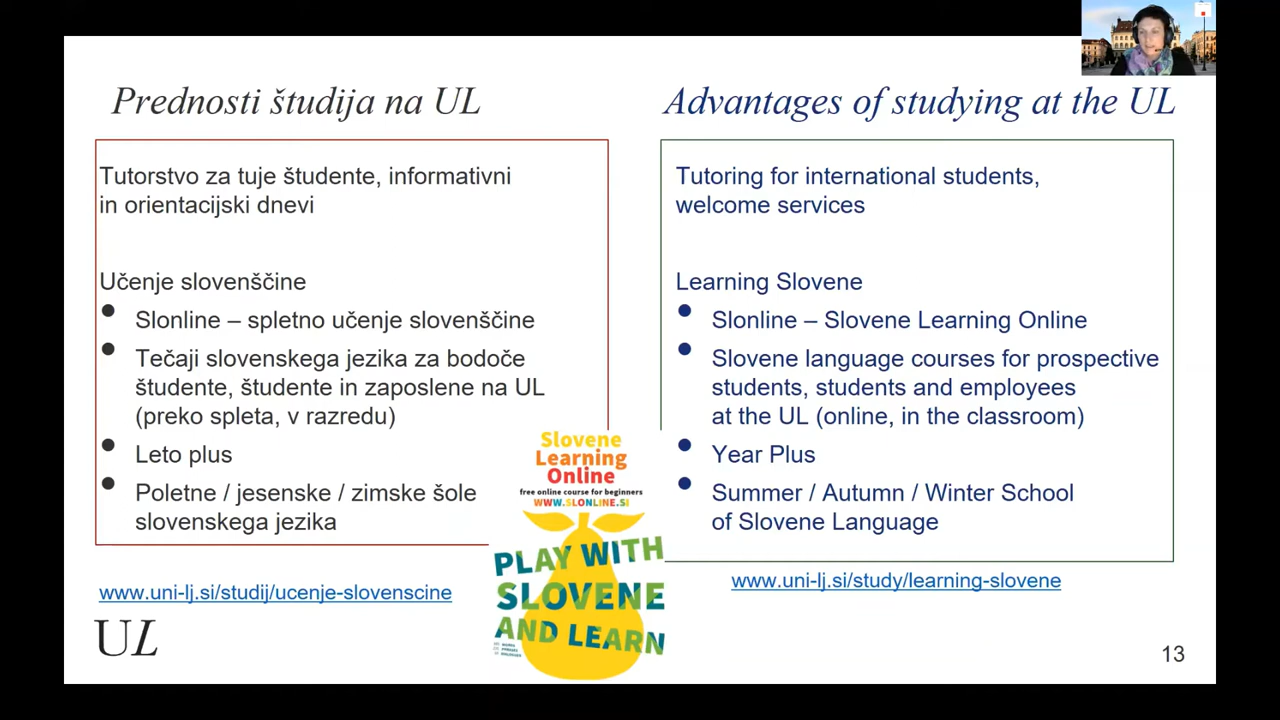 Prednosti študija na UL
Tutorstvo za tuje študente, informativni
in orientacijski dnevi
Učenje slovenščine
Slonline – spletno učenje slovenščine
Tečaji slovenskega jezika za bodoče
študente, študente in zaposlene na UL
(preko spleta, v razredu)
Leto plus
Poletne / jesenske / zimske šole
slovenskega jezika
www.uni-lj.si/studij/ucenje-slovenscine
UL
Slovene
Learning
Online
free online course for beginners
WWW.SLONLINE.SI
PLAY WITH
SLOVENE
AND LEARN
Advantages of studying at the UL
Tutoring for international students,
welcome services
Learning Slovene
Slonline – Slovene Learning Online
Slovene language courses for prospective
students, students and employees
at the UL (online, in the classroom)
Year Plus
Summer / Autumn / Winter School
of Slovene Language
www.uni-lj.si/study/learning-slovene
13